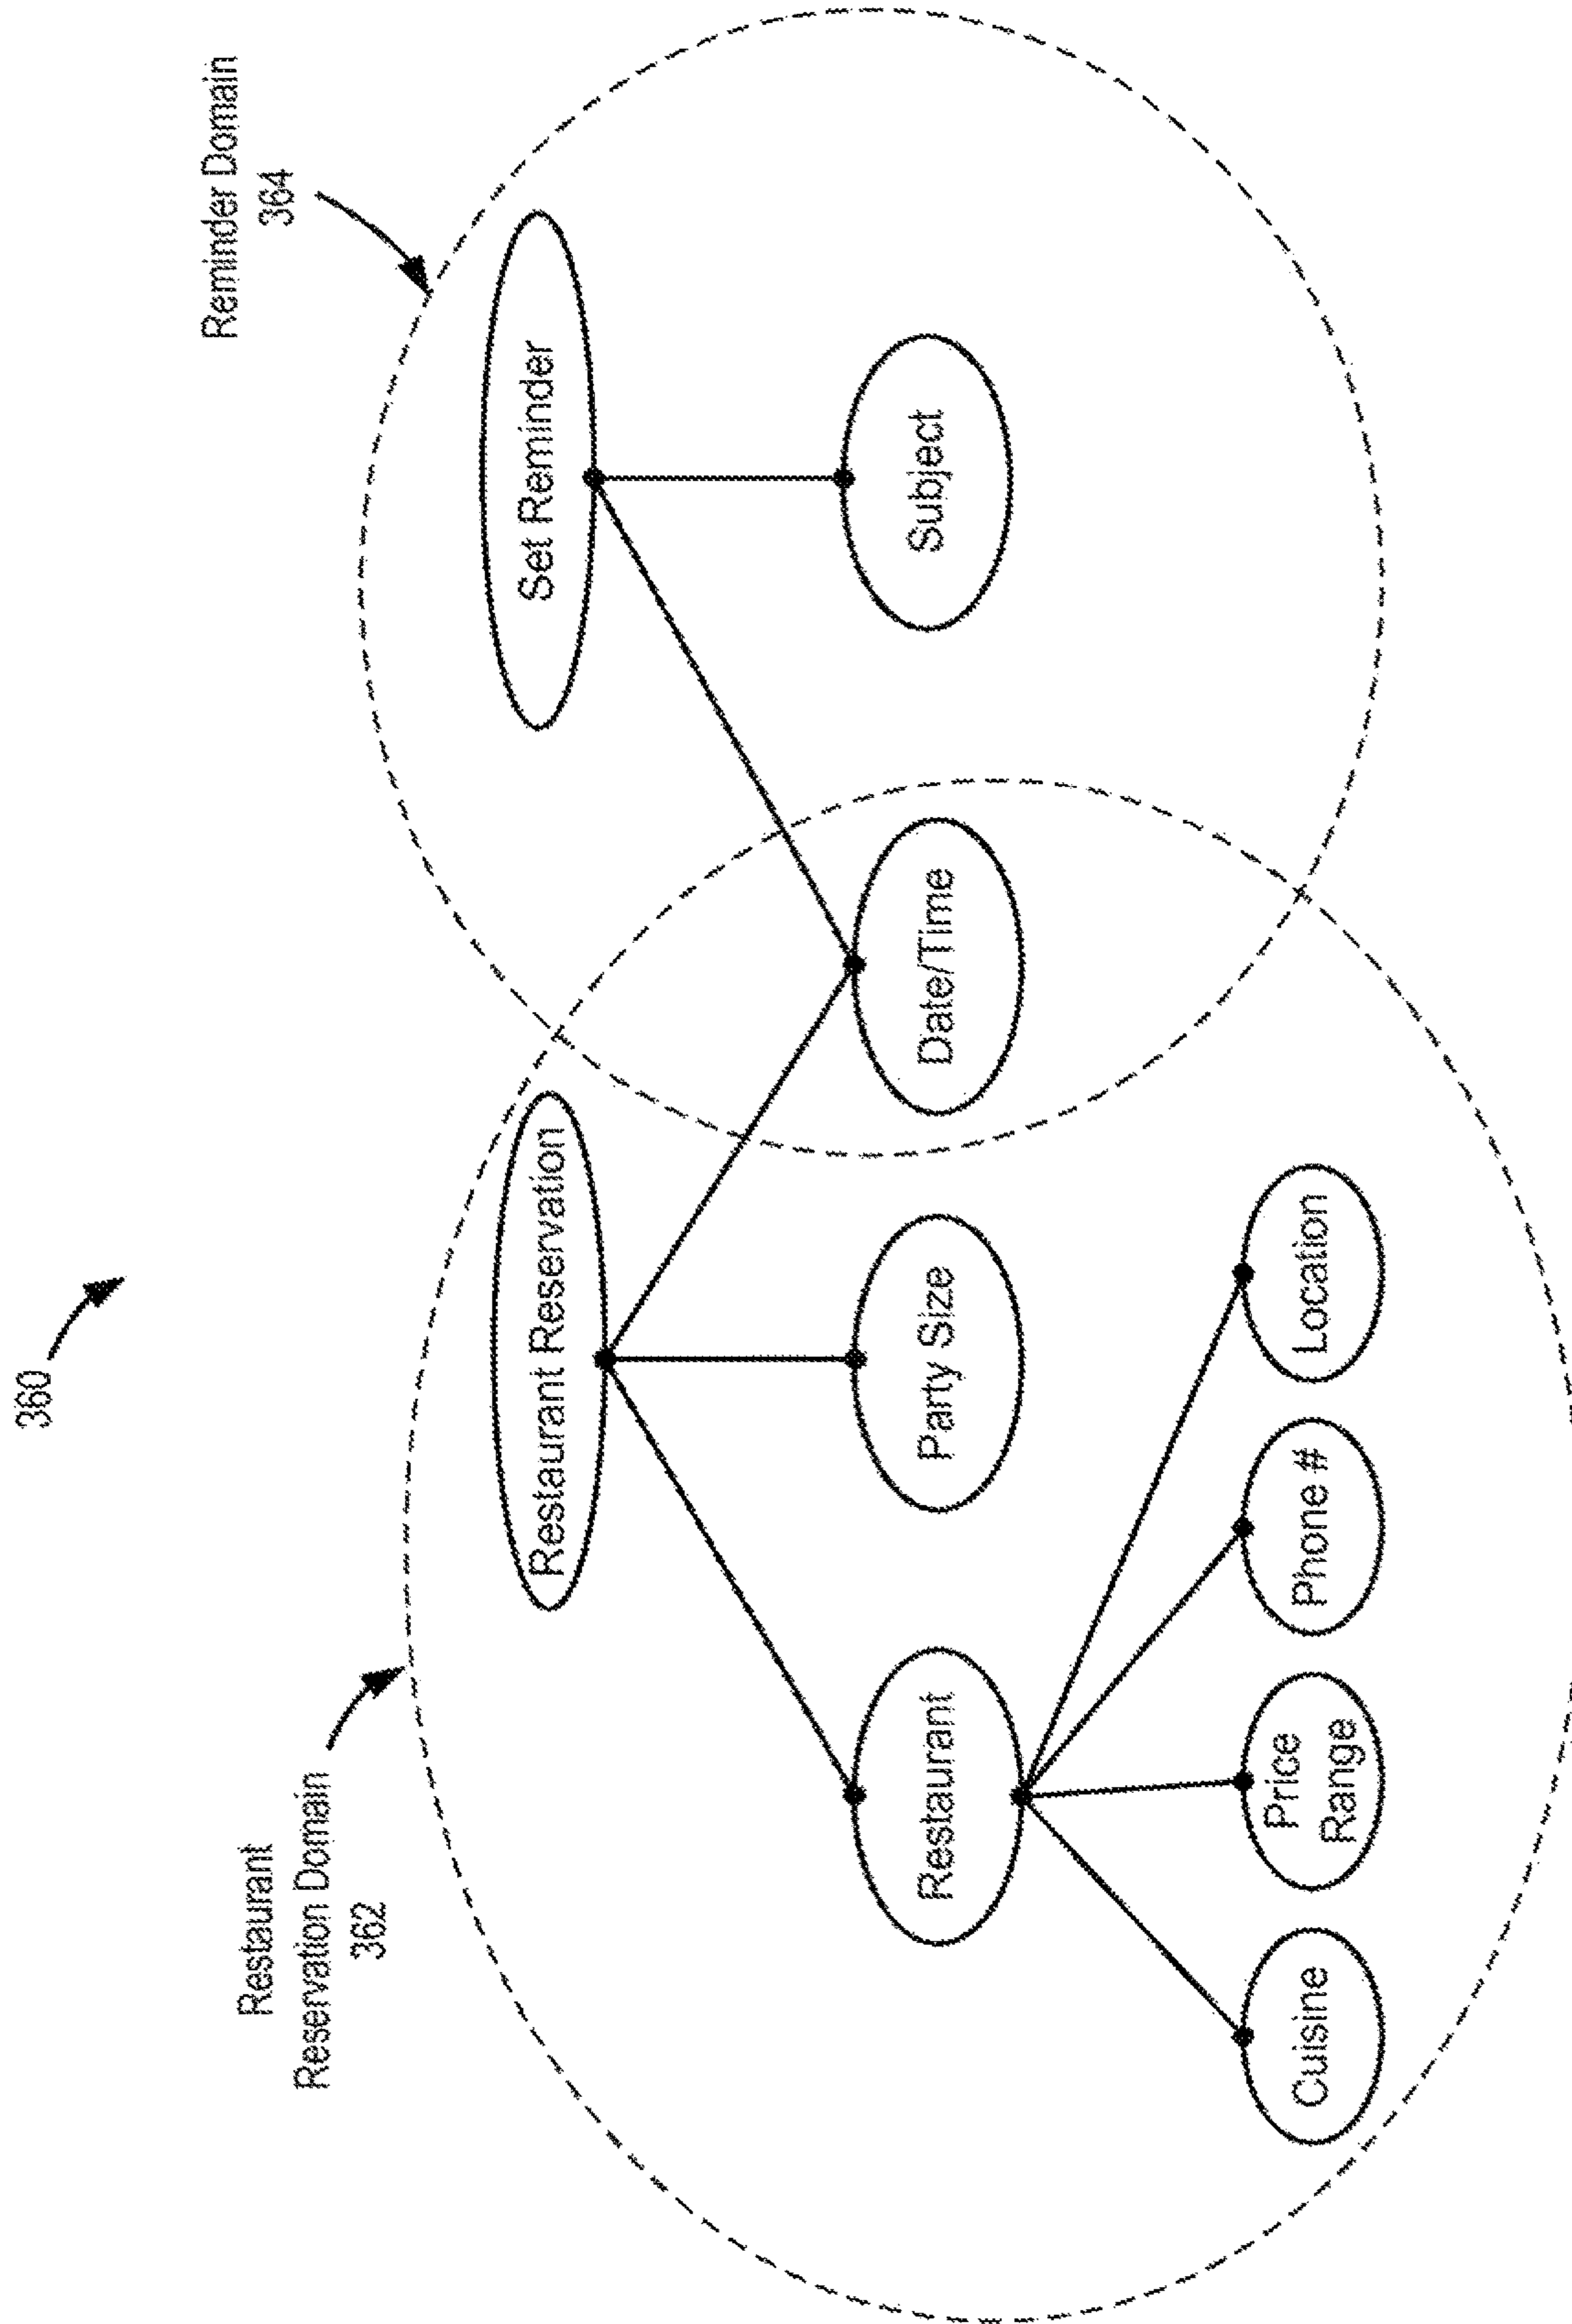 360
Restaurant
Reservation Domain
362
Reminder Domain
364
Restaurant Reservation
Set Reminder
Restaurant
Party Size
Date/Time
Subject
Cuisine
Price
Range
Phone #
Location